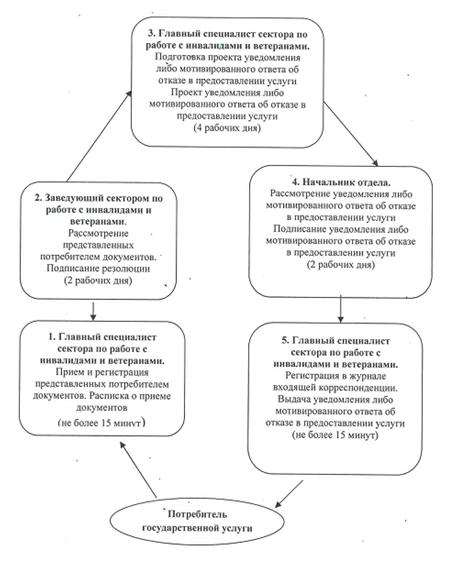 3. Главный специалист сектора по
работе с инвалидами и ветеранами.
Подготовка проекта уведомления
либо мотивированного ответа об
отказе в предоставлении услуги
Проект уведомления либо
мотивированного ответа об отказе в
предоставлении услуги
(4 рабочих дня)
2. Заведующий сектором по
работе с инвалидами и
ветеранами.
Рассмотрение
представленных
потребителем документов.
Подписание резолюции
(2 рабочих дня)
4. Начальник отдела.
Рассмотрение уведомления либо
мотивированного ответа об отказе
в предоставлении услуги
Подписание уведомления либо
мотивированного ответа об отказе
в предоставлении услуги
(2 рабочих дня)
1. Главный специалист
сектора по работе с
инвалидами и ветеранами.
Прием и регистрация
представленных потребителем
документов. Расписка о приеме
документов
(не более 15 минут)
5. Главный специалист
сектора по работе с
инвалидами и ветеранами.
Регистрация в журнале
входящей корреспонденции.
Выдача уведомления либо
мотивированного ответа об
отказе в предоставлении услуги
(не более 15 минут)
Потребитель
государственной услуги